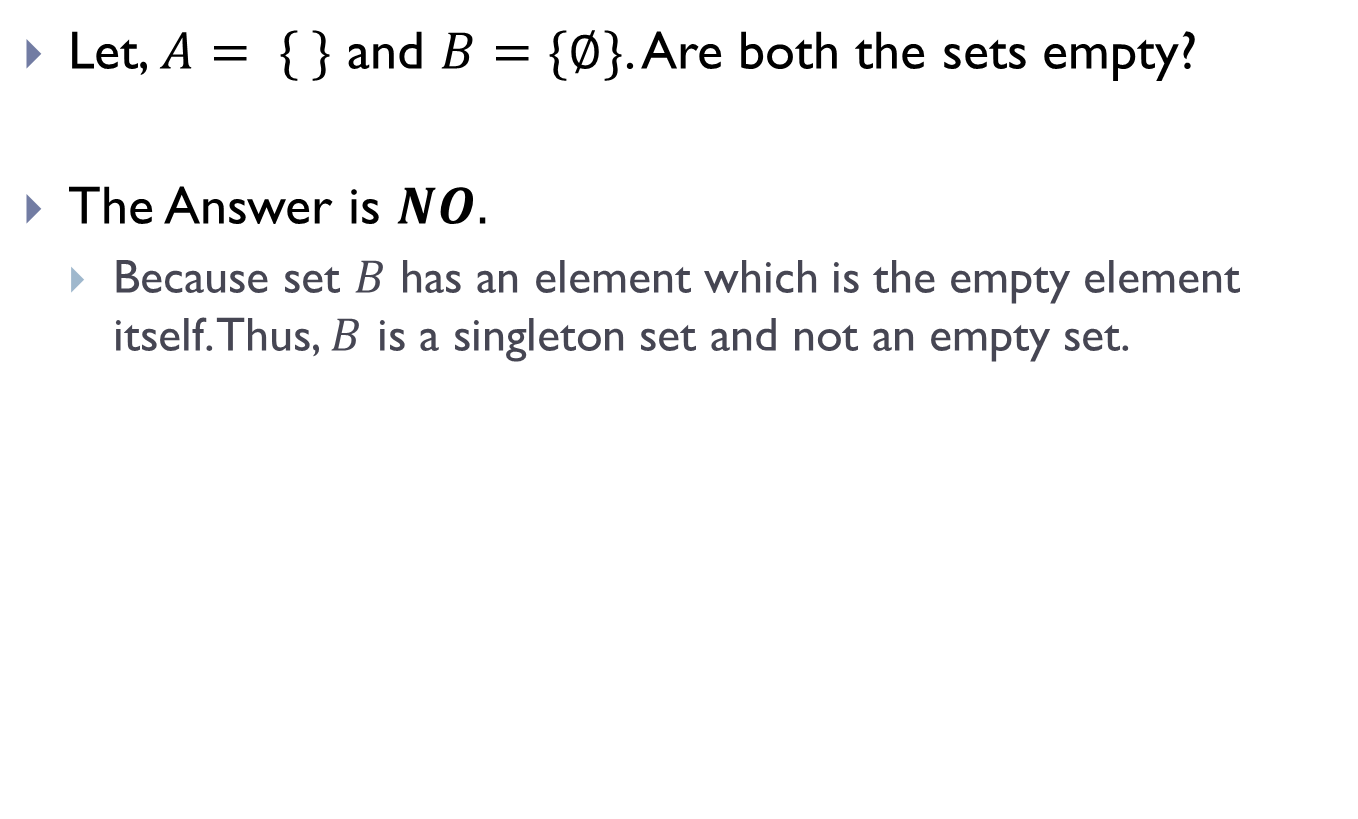 Let, A = { } and B = {∅}. Are both the sets empty?
The Answer is NO.
Because set B has an element which is the empty element
itself. Thus, B is a singleton set and not an empty set.